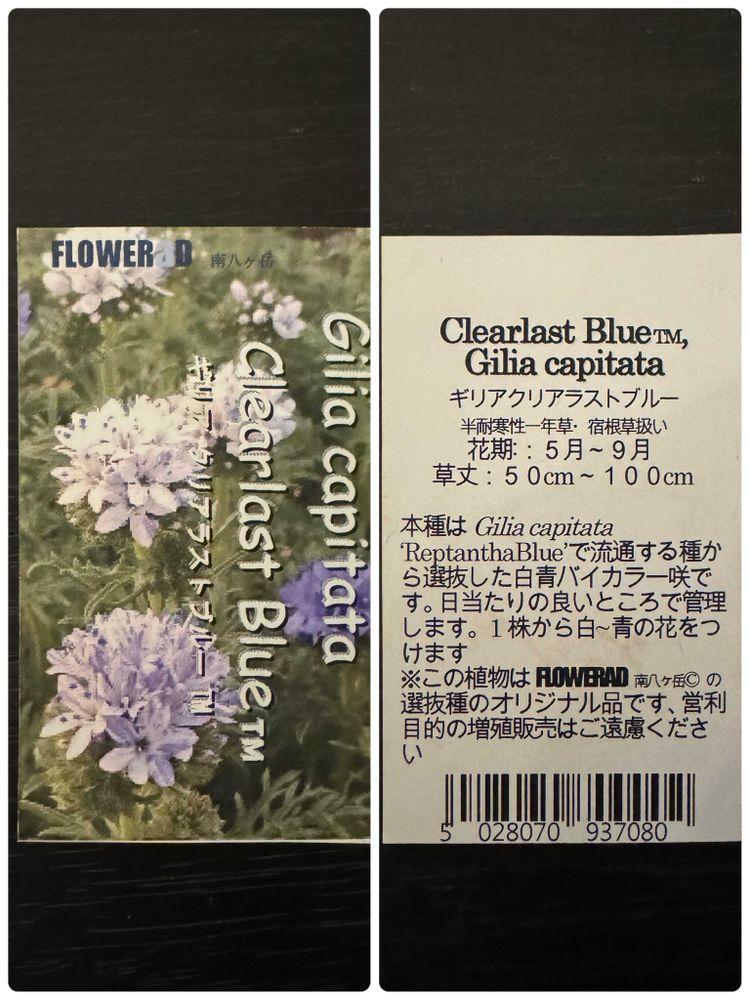 FLOWERaD 南八ヶ岳
Gilia capitata
Clearlast Blue™
ギリアクリアラストブルー TM
Clearlast Blue™,
Gilia capitata
ギリアクリアラストブルー
半耐寒性一年草・宿根草扱い
花期：：５月～９月
草丈：５０cm～１００cm
本種は Gilia capitata
'ReptanthaBlue'で流通する種か
ら選抜した白青バイカラー咲で
す。日当たりの良いところで管理
します。１株から白~青の花をつ
けます
※この植物は FLOWERAD 南八ヶ岳© の
選抜種のオリジナル品です、営利
目的の増殖販売はご遠慮くださ
い
5 028070 937080